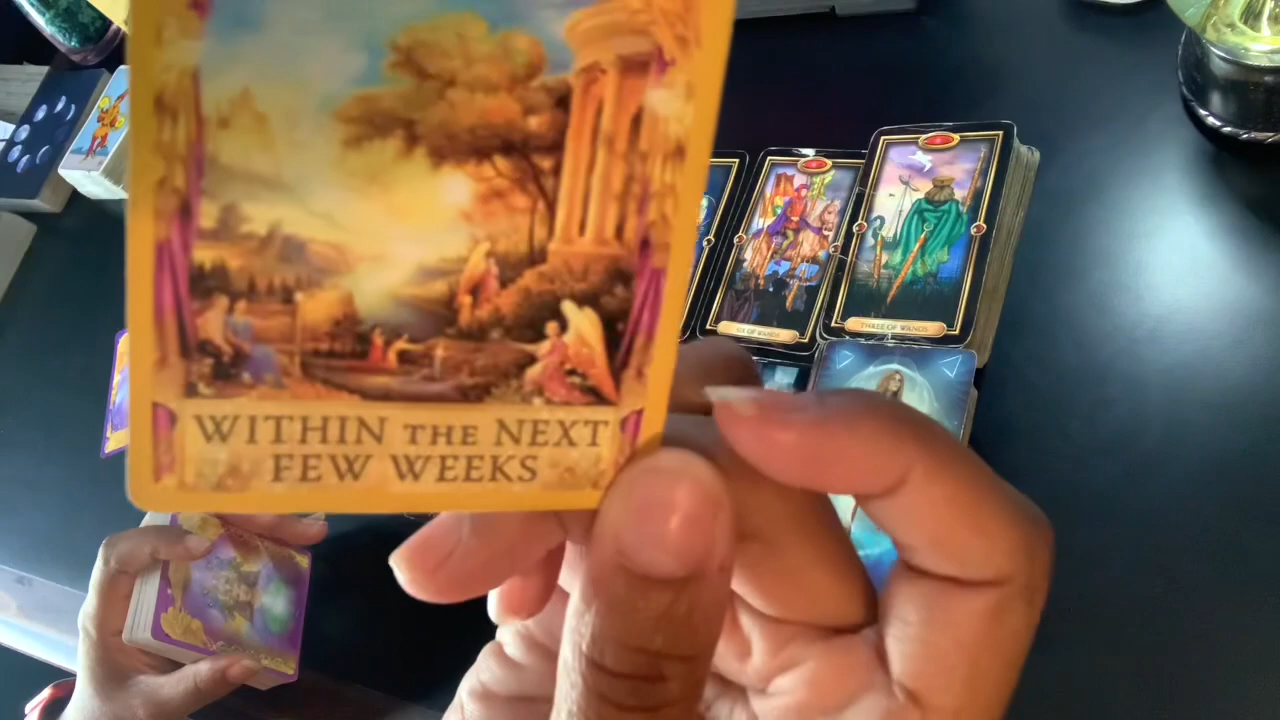 WITHIN THE NEXT
FEW WEEKS
SIX OF WANDS
THREE OF WANDS